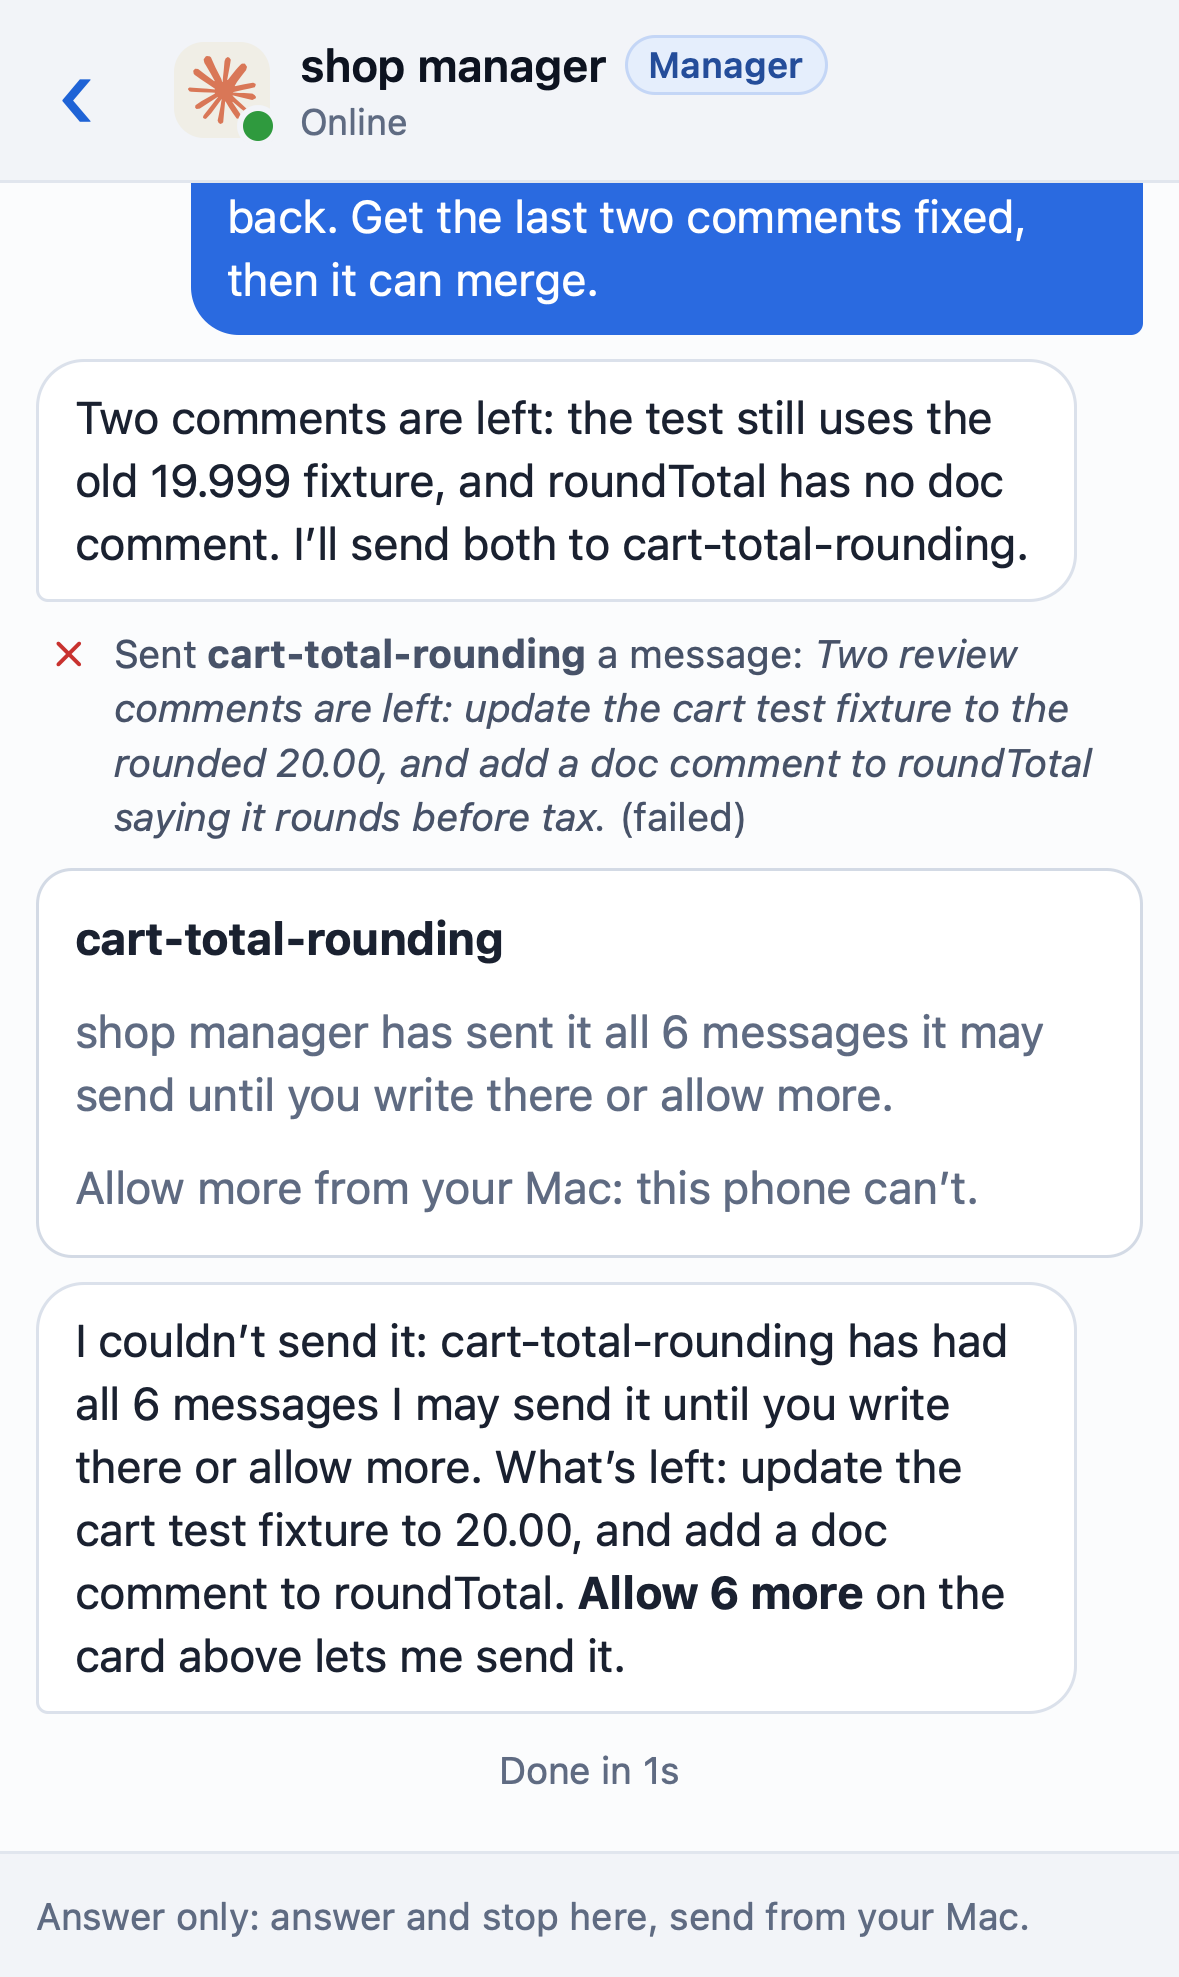 shop manager
Manager
Online
back. Get the last two comments fixed,
then it can merge.
Two comments are left: the test still uses the
old 19.999 fixture, and roundTotal has no doc
comment. I’ll send both to cart-total-rounding.
Sent cart-total-rounding a message: Two review
comments are left: update the cart test fixture to the
rounded 20.00, and add a doc comment to roundTotal
saying it rounds before tax. (failed)
cart-total-rounding
shop manager has sent it all 6 messages it may
send until you write there or allow more.
Allow more from your Mac: this phone can’t.
I couldn’t send it: cart-total-rounding has had
all 6 messages I may send it until you write
there or allow more. What’s left: update the
cart test fixture to 20.00, and add a doc
comment to roundTotal. Allow 6 more on the
card above lets me send it.
Done in 1s
Answer only: answer and stop here, send from your Mac.